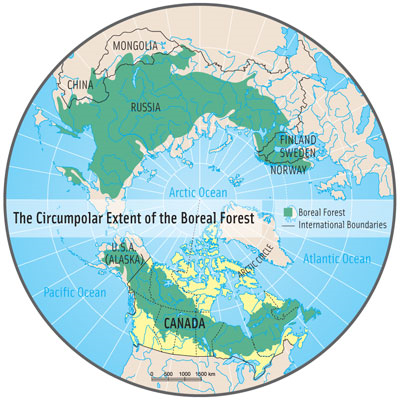 MONGOLIA
CHINA
RUSSIA
FINLAND
SWEDEN
NORWAY
Arctic Ocean
The Circumpolar Extent of the Boreal Forest
Boreal Forest
International Boundaries
U.S.A
(ALASKA)
ARCTIC CIRCLE
Atlantic Ocean
Pacific Ocean
CANADA
0 500 1000 1500 km